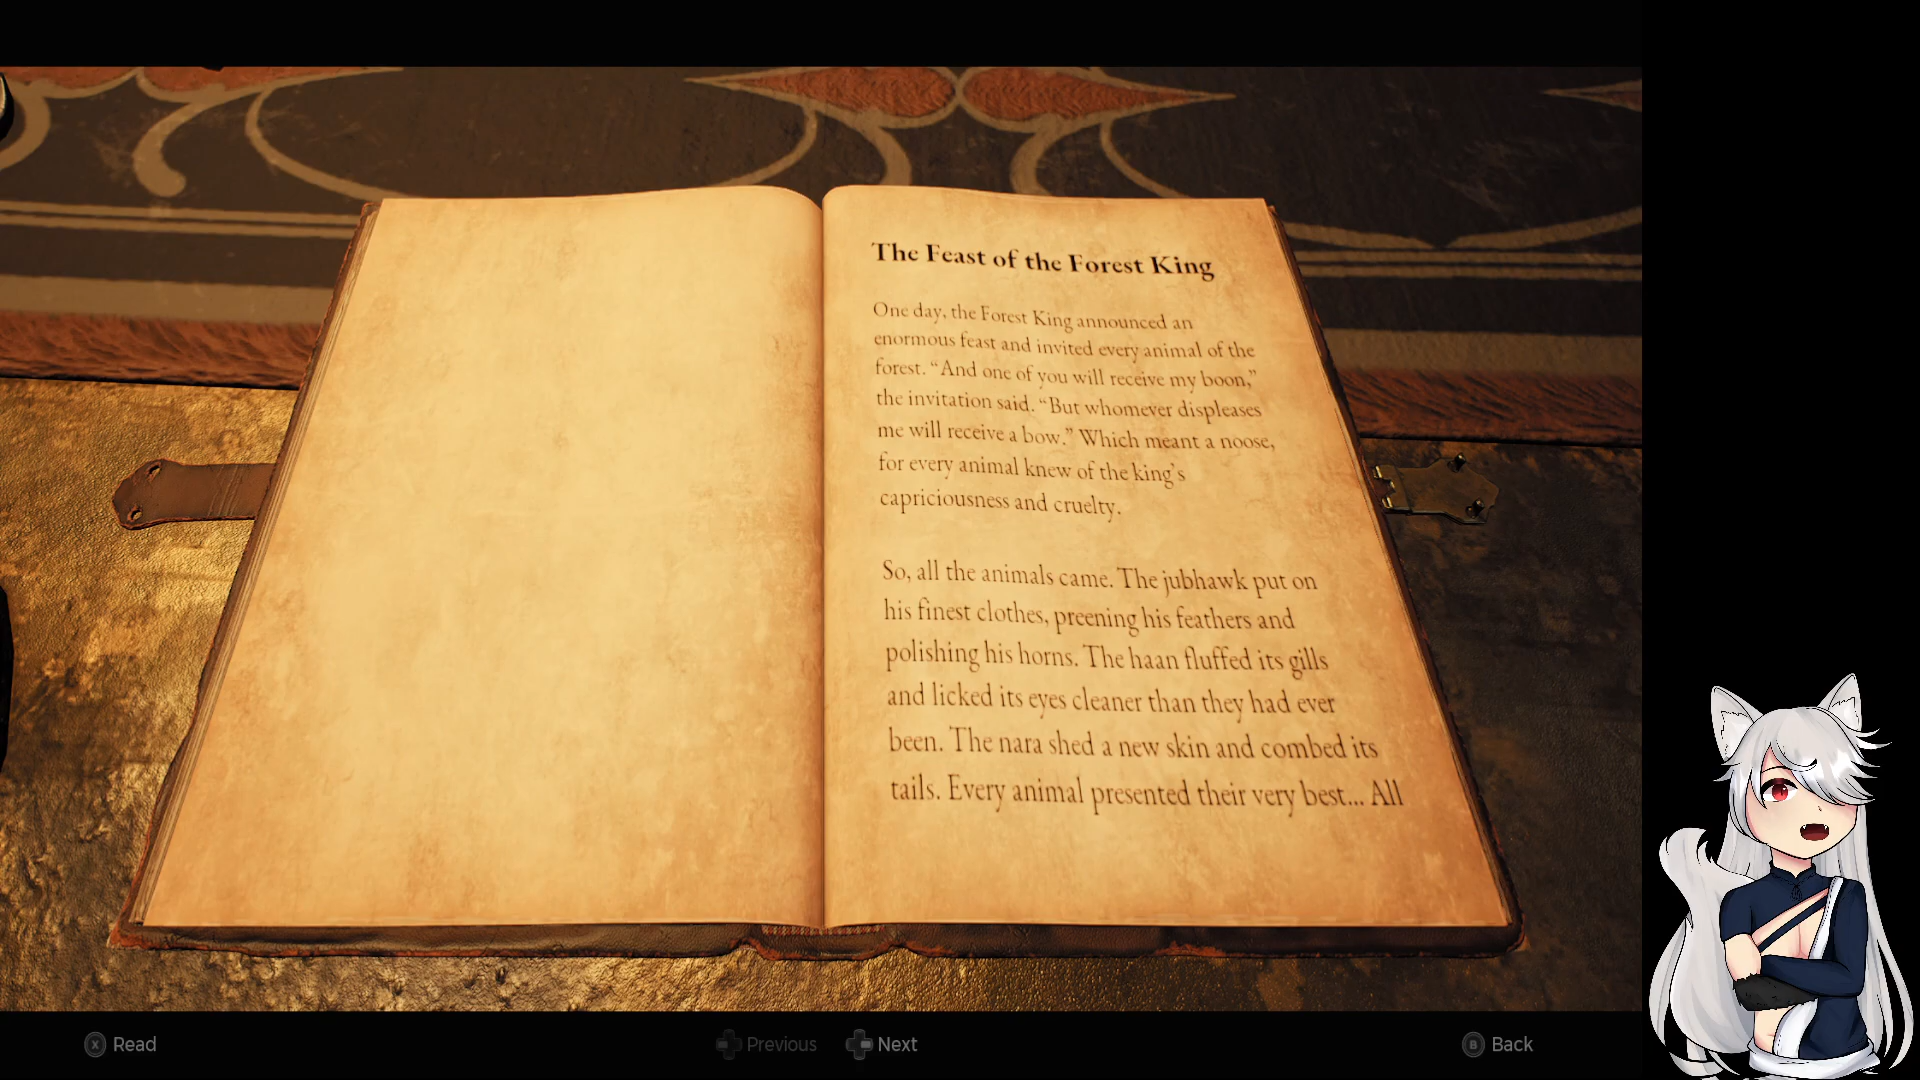 The Feast of the Forest King
One day, the Forest King announced an
enormous feast and invited every animal of the
forest. “And one of you will receive my boon,”
the invitation said. “But whomever displeases
me will receive a bow.” Which meant a noose,
for every animal knew of the king’s
capriciousness and cruelty.
So, all the animals came. The jubhawk put on
his finest clothes, preening his feathers and
polishing his horns. The haan fluffed its gills
and licked its eyes cleaner than they had ever
been. The nara shed a new skin and combed its
tails. Every animal presented their very best... All
X Read
Previous
Next
B Back